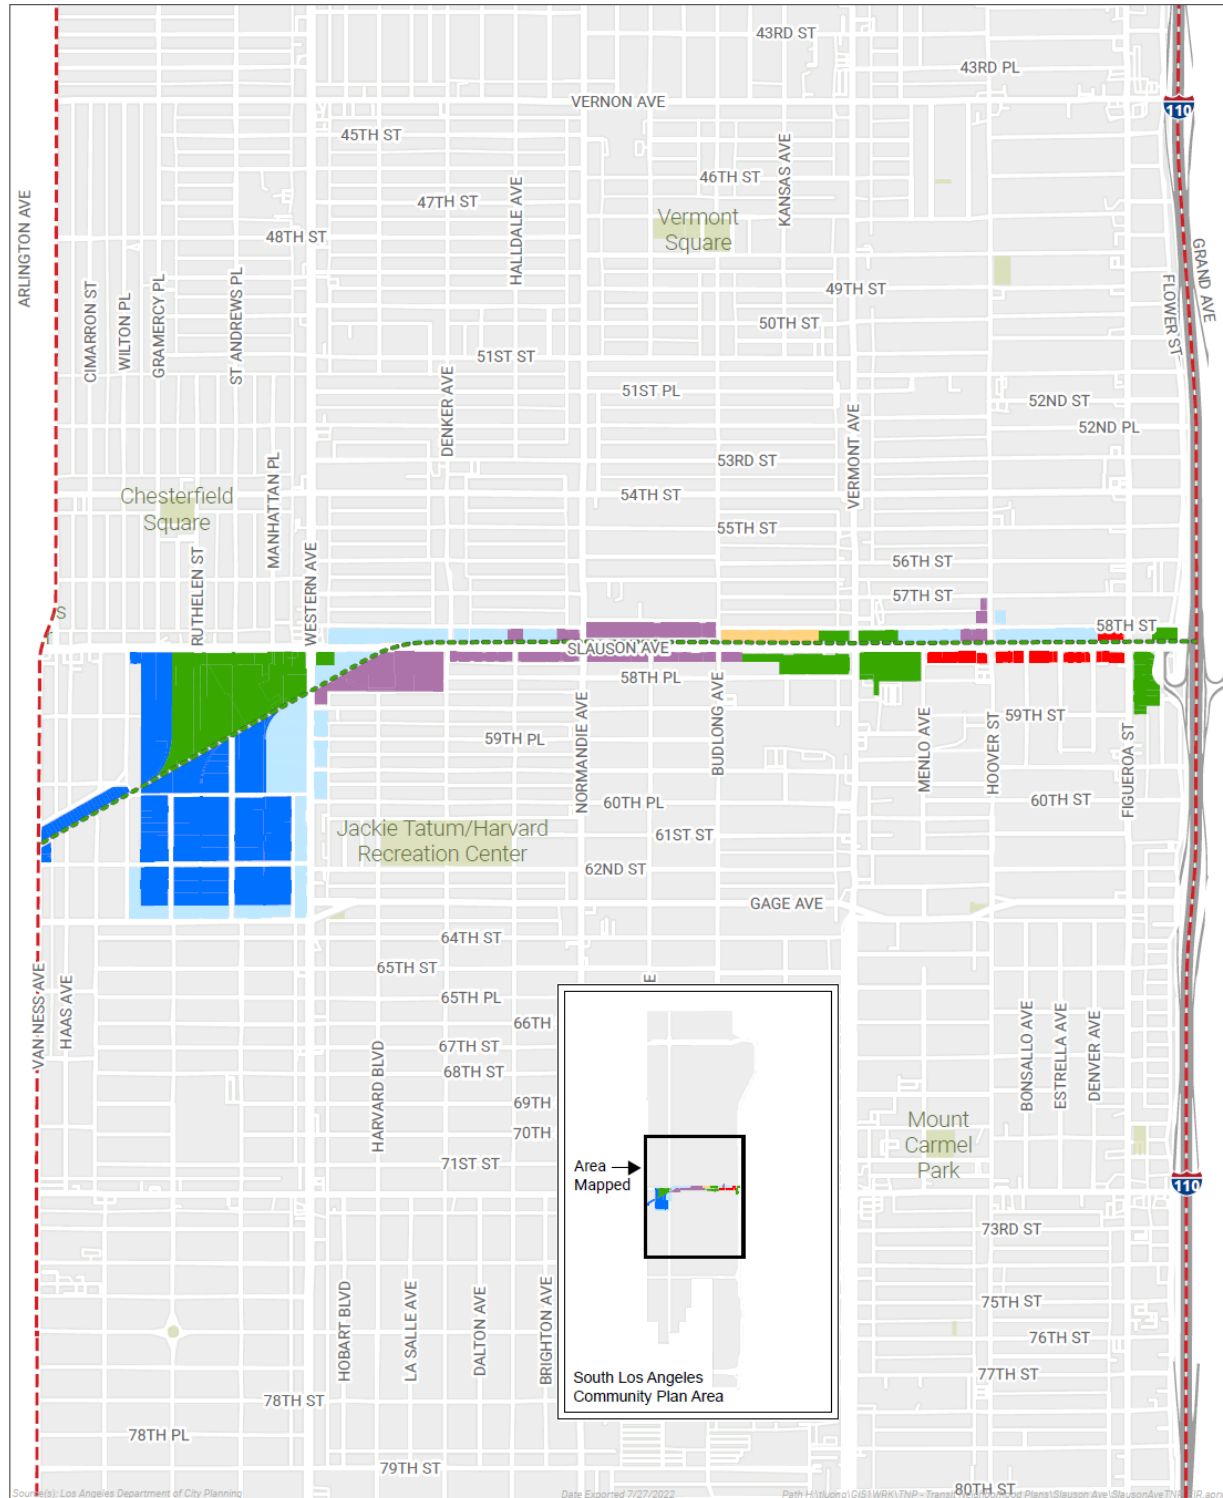 43RD ST
43RD PL
VERNON AVE
110
45TH ST
KANSAS AVE
46TH ST
47TH ST
HALLDALE AVE
ARLINGTON AVE
Vermont
Square
48TH ST
GRAND AVE
CIMARRON ST
WILTON PL
GRAMERCY PL
ST ANDREWS PL
49TH ST
FLOWER ST
50TH ST
51ST ST
DENKER AVE
51ST PL
52ND ST
52ND PL
VERMONT AVE
53RD ST
MANHATTAN PL
54TH ST
Chesterfield
Square
55TH ST
RUTHELEN ST
WESTERN AVE
56TH ST
57TH ST
S
58TH ST
SLAUSON AVE
58TH PL
BUDLONG AVE
NORMANDIE AVE
MENLO AVE
HOOVER ST
59TH ST
FIGUEROA ST
59TH PL
60TH PL
60TH ST
Jackie Tatum/Harvard
Recreation Center
61ST ST
62ND ST
GAGE AVE
64TH ST
65TH ST
VAN NESS AVE
HAAS AVE
E
65TH PL
66TH
67TH ST
HARVARD BLVD
68TH ST
69TH
70TH
71ST ST
BONSALLO AVE
ESTRELLA AVE
DENVER AVE
Mount
Carmel
Park
Area
Mapped
110
73RD ST
HOBART BLVD
LA SALLE AVE
DALTON AVE
BRIGHTON AVE
75TH ST
76TH ST
77TH ST
South Los Angeles
Community Plan Area
78TH ST
78TH PL
79TH ST
80TH ST
Source(s): Los Angeles Department of City Planning
Date Exported 7/27/2022